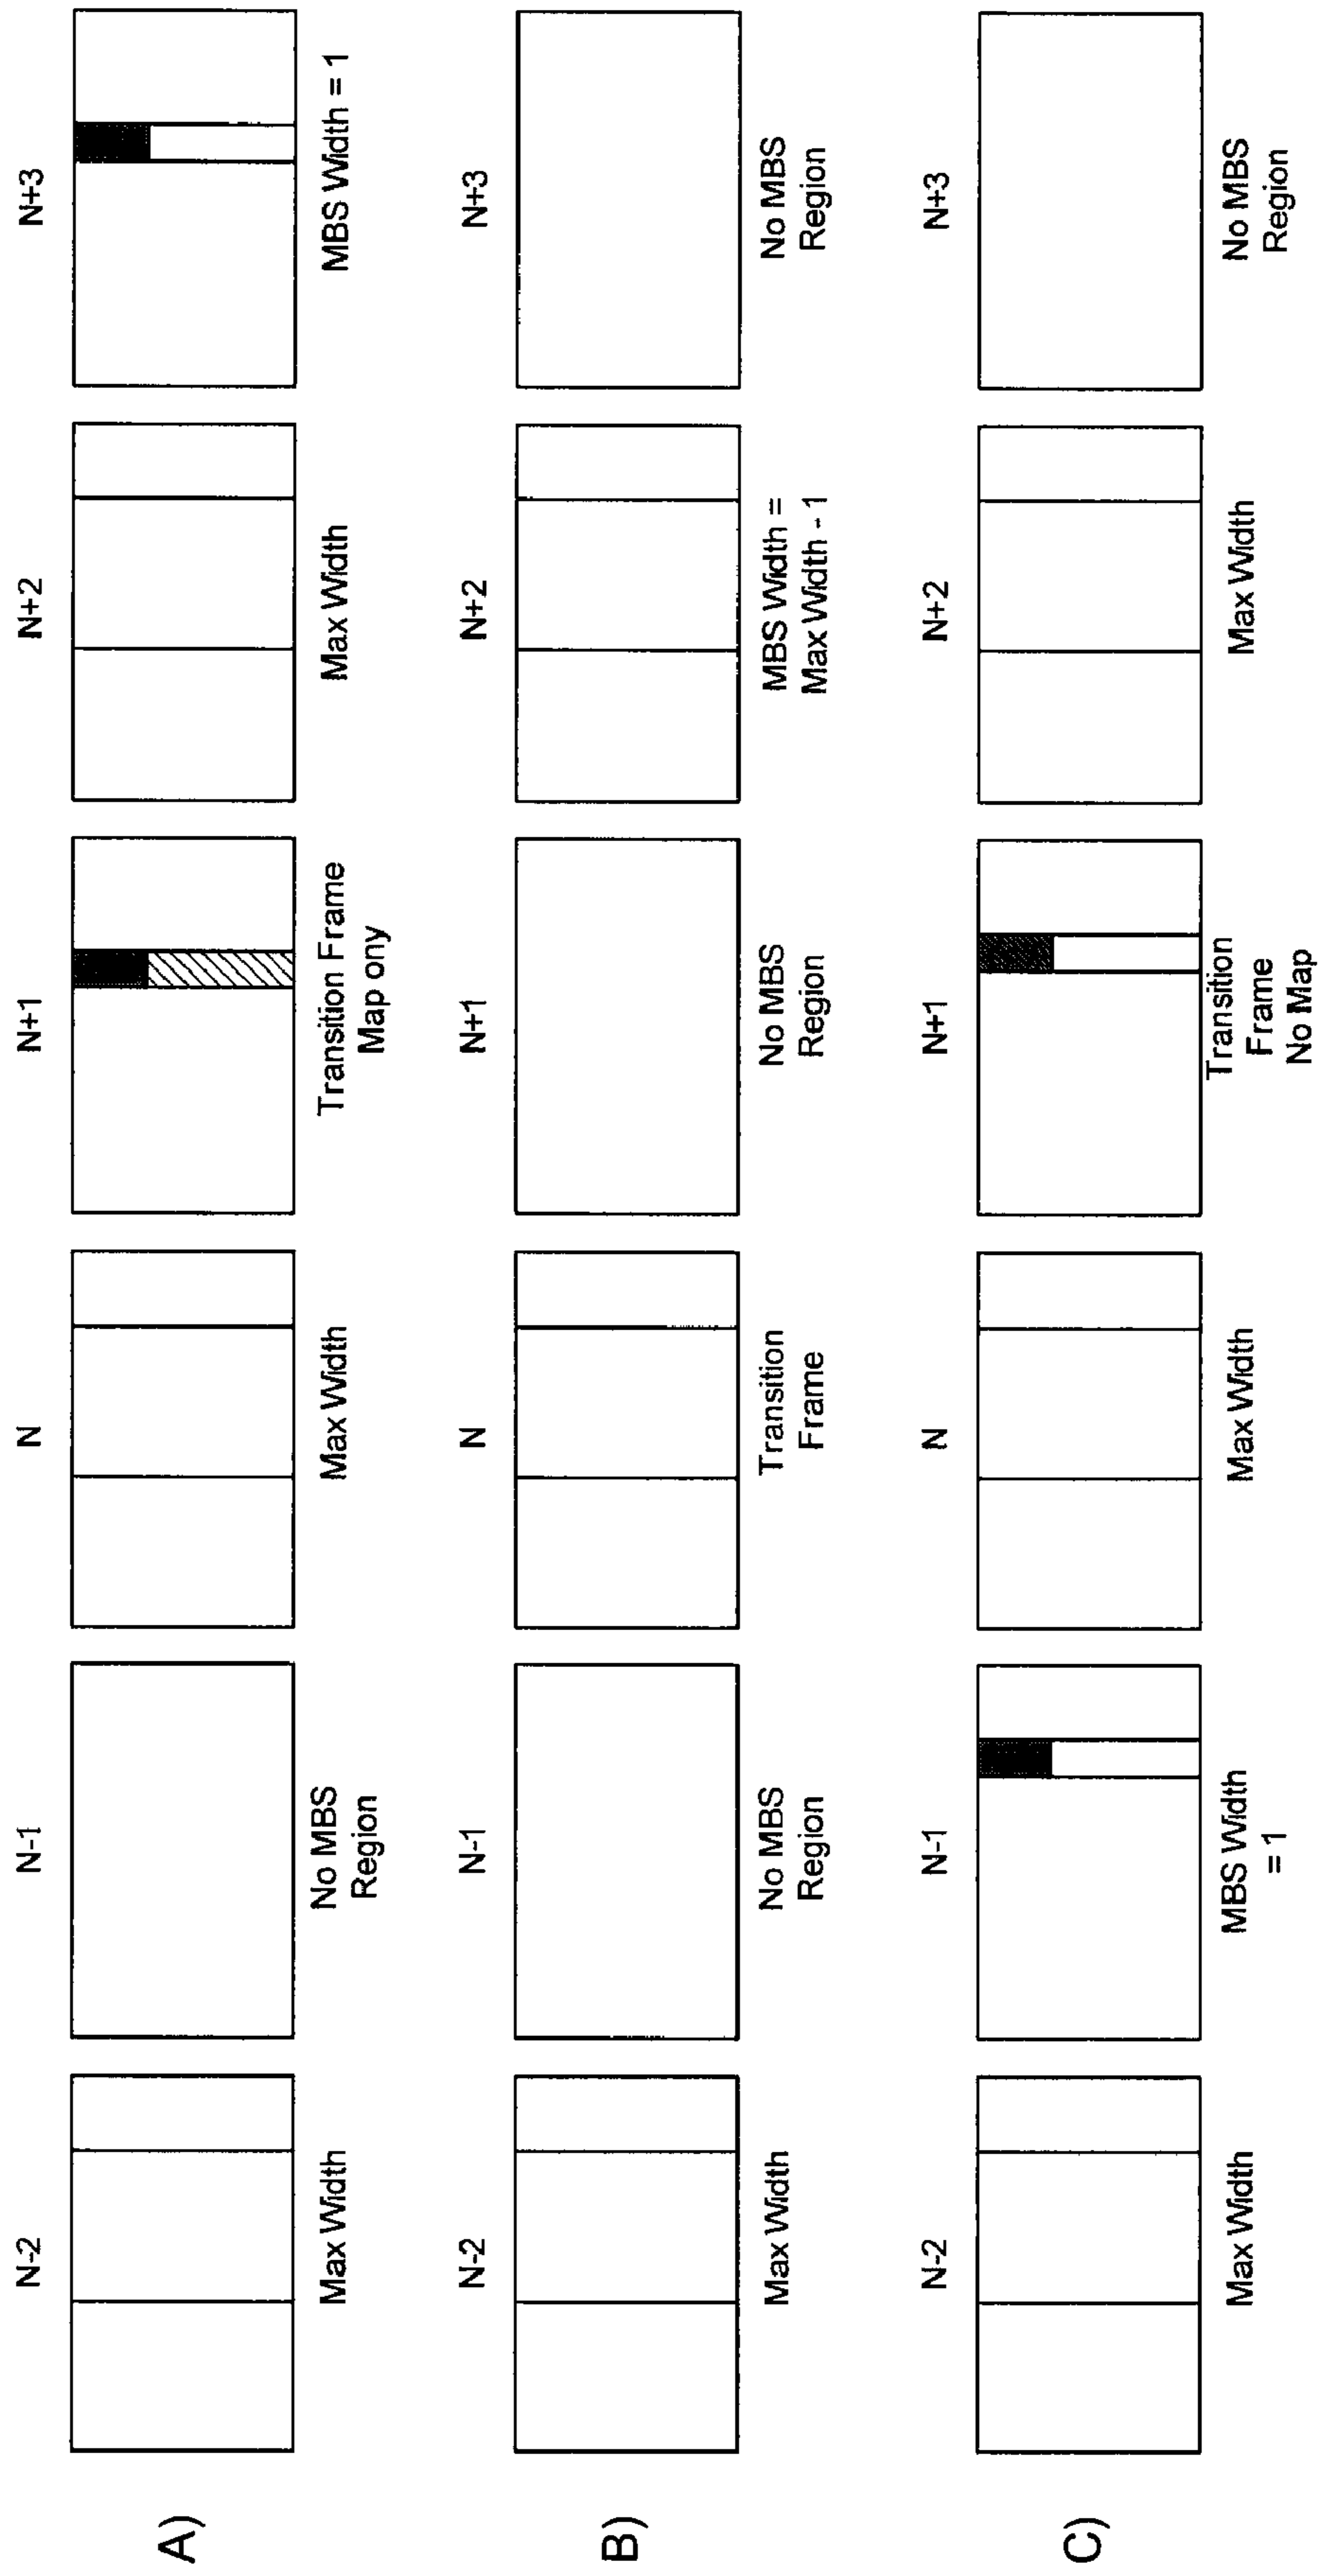 N-2
N-1
N
N+1
N+2
N+3
A)
Max Width
No MBS
Region
Max Width
Transition Frame
Map ony
Max Width
MBS Width = 1
N-2
N-1
N
N+1
N+2
N+3
B)
Max Width
No MBS
Region
Transition
Frame
No MBS
Region
MBS Width =
Max Width - 1
No MBS
Region
N-2
N-1
N
N+1
N+2
N+3
C)
Max Width
MBS Width
= 1
Max Width
Transition
Frame
No Map
Max Width
No MBS
Region